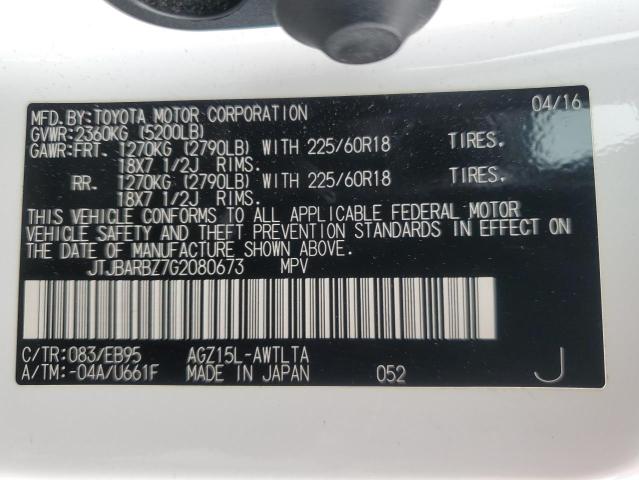 MFD.BY:TOYOTA MOTOR CORPORATION 04/16
GVWR:2360KG (5200LB)
GAWR:FRT. 1270KG (2790LB) WITH 225/60R18 TIRES.
18X7 1/2J RIMS.
RR. 1270KG (2790LB) WITH 225/60R18 TIRES.
18X7 1/2J RIMS.
THIS VEHICLE CONFORMS TO ALL APPLICABLE FEDERAL MOTOR
VEHICLE SAFETY AND THEFT PREVENTION STANDARDS IN EFFECT ON
THE DATE OF MANUFACTURE SHOWN ABOVE.
JTJBARBZ7G2080673 MPV
C/TR:083/EB95 AGZ15L-AWTLTA
A/TM:-04A/U661F MADE IN JAPAN 052 J